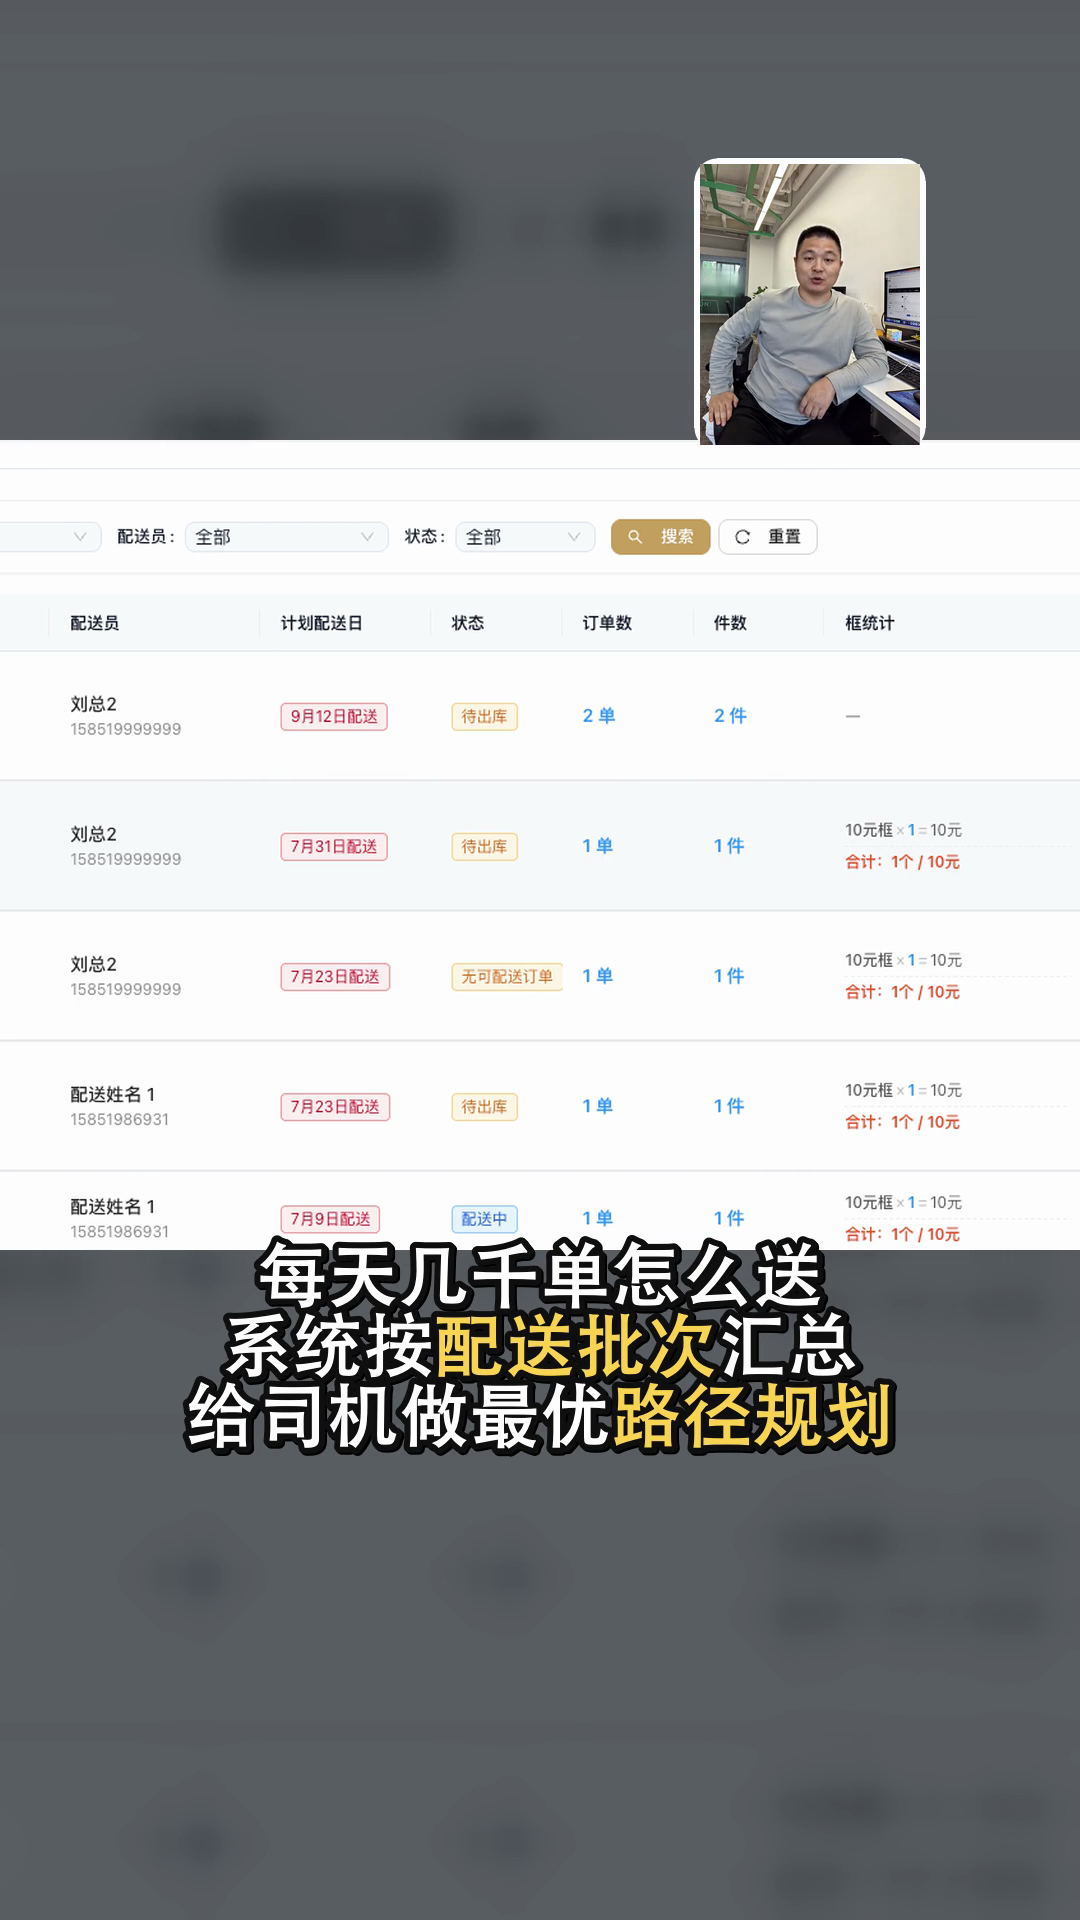 配送员： 全部 状态： 全部 搜索 重置
配送员 计划配送日 状态 订单数 件数 框统计
刘总2
158519999999
9月12日配送 待出库 2 单 2 件 —
刘总2
158519999999
7月31日配送 待出库 1 单 1 件
10元框 × 1 = 10元
合计：1个 / 10元
刘总2
158519999999
7月23日配送 无可配送订单 1 单 1 件
10元框 × 1 = 10元
合计：1个 / 10元
配送姓名 1
15851986931
7月23日配送 待出库 1 单 1 件
10元框 × 1 = 10元
合计：1个 / 10元
配送姓名 1
15851986931
7月9日配送 配送中 1 单 1 件
10元框 × 1 = 10元
合计：1个 / 10元
每天几千单怎么送
系统按配送批次汇总
给司机做最优路径规划